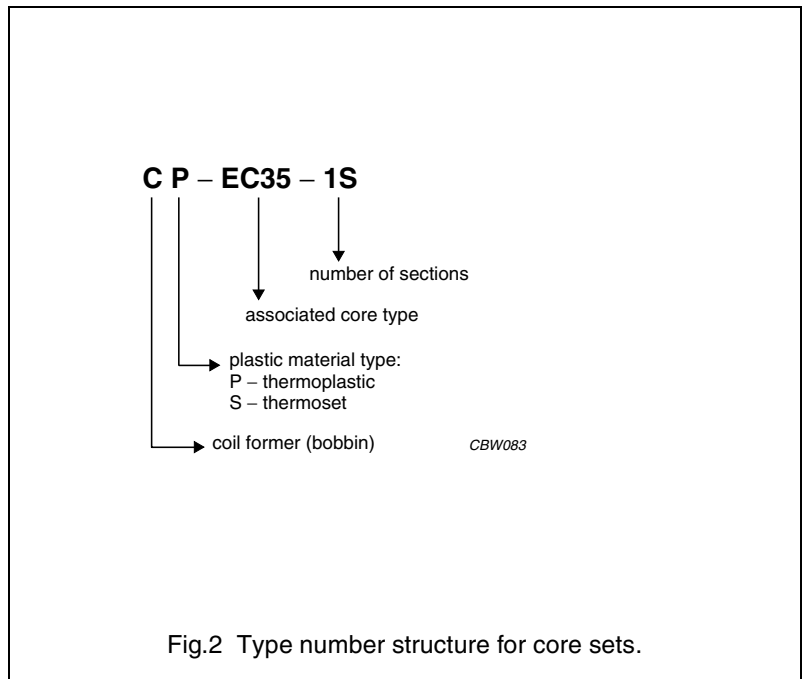 C P – EC35 – 1S
number of sections
associated core type
plastic material type:
P – thermoplastic
S – thermoset
coil former (bobbin)
CBW083
Fig.2 Type number structure for core sets.